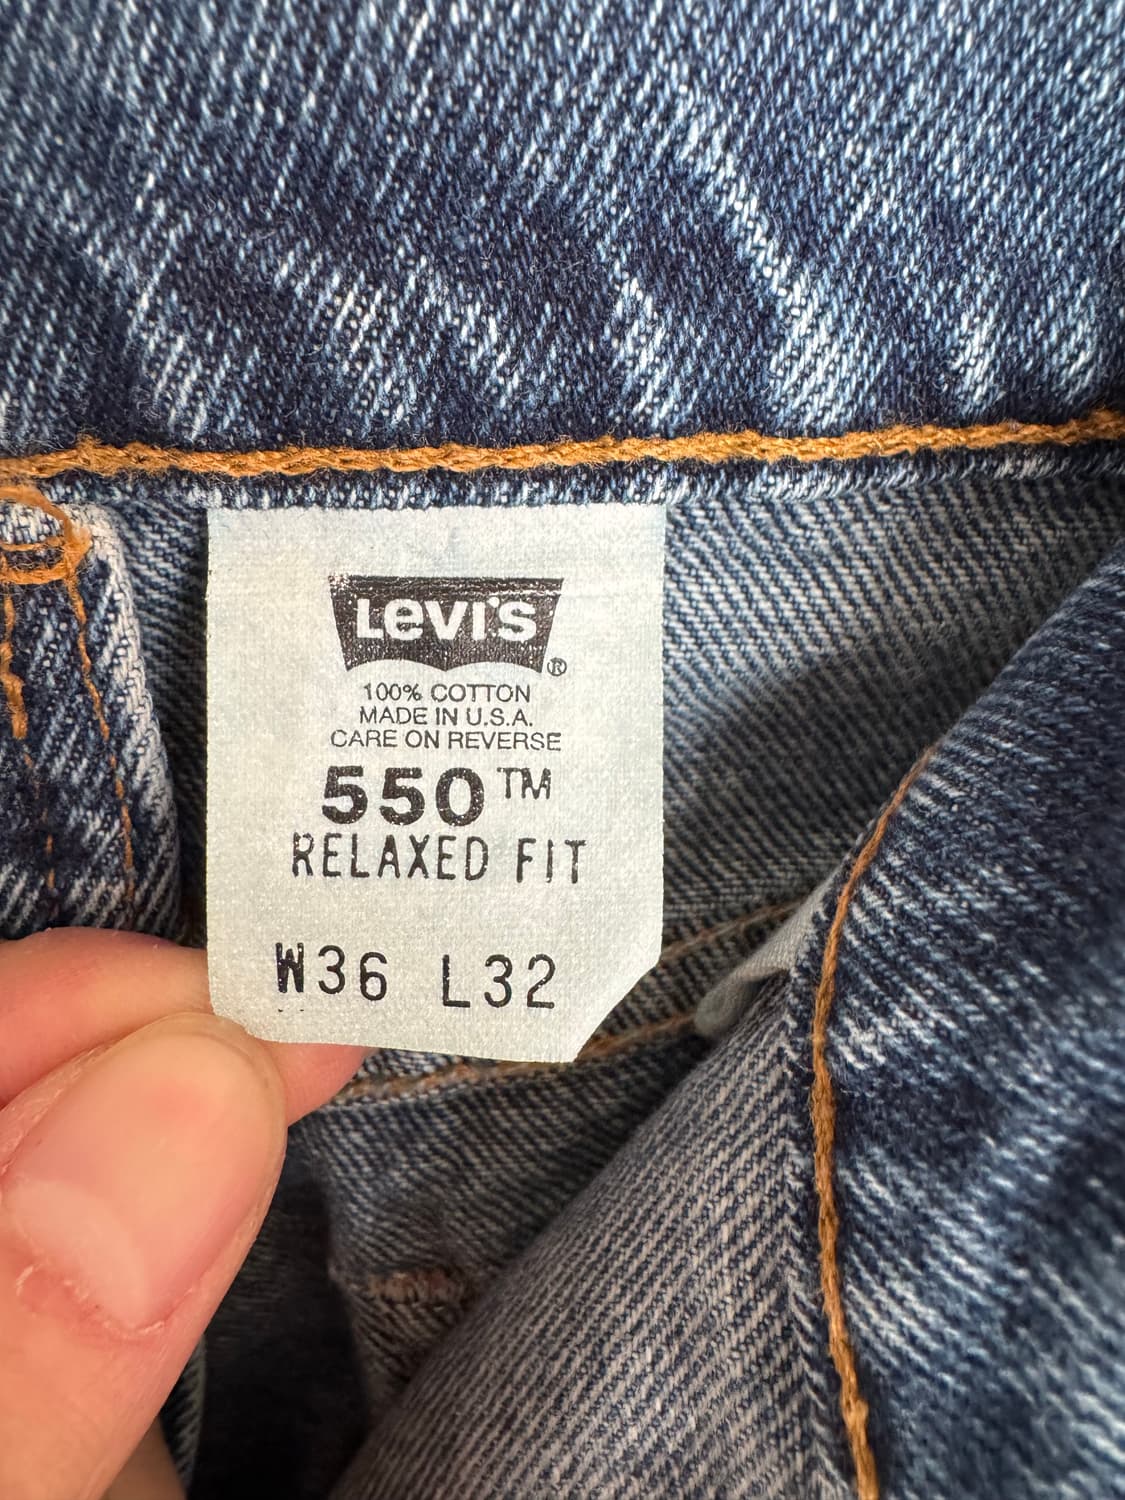 Levi's ®
100% COTTON
MADE IN U.S.A.
CARE ON REVERSE
550™
RELAXED FIT
W36 L32